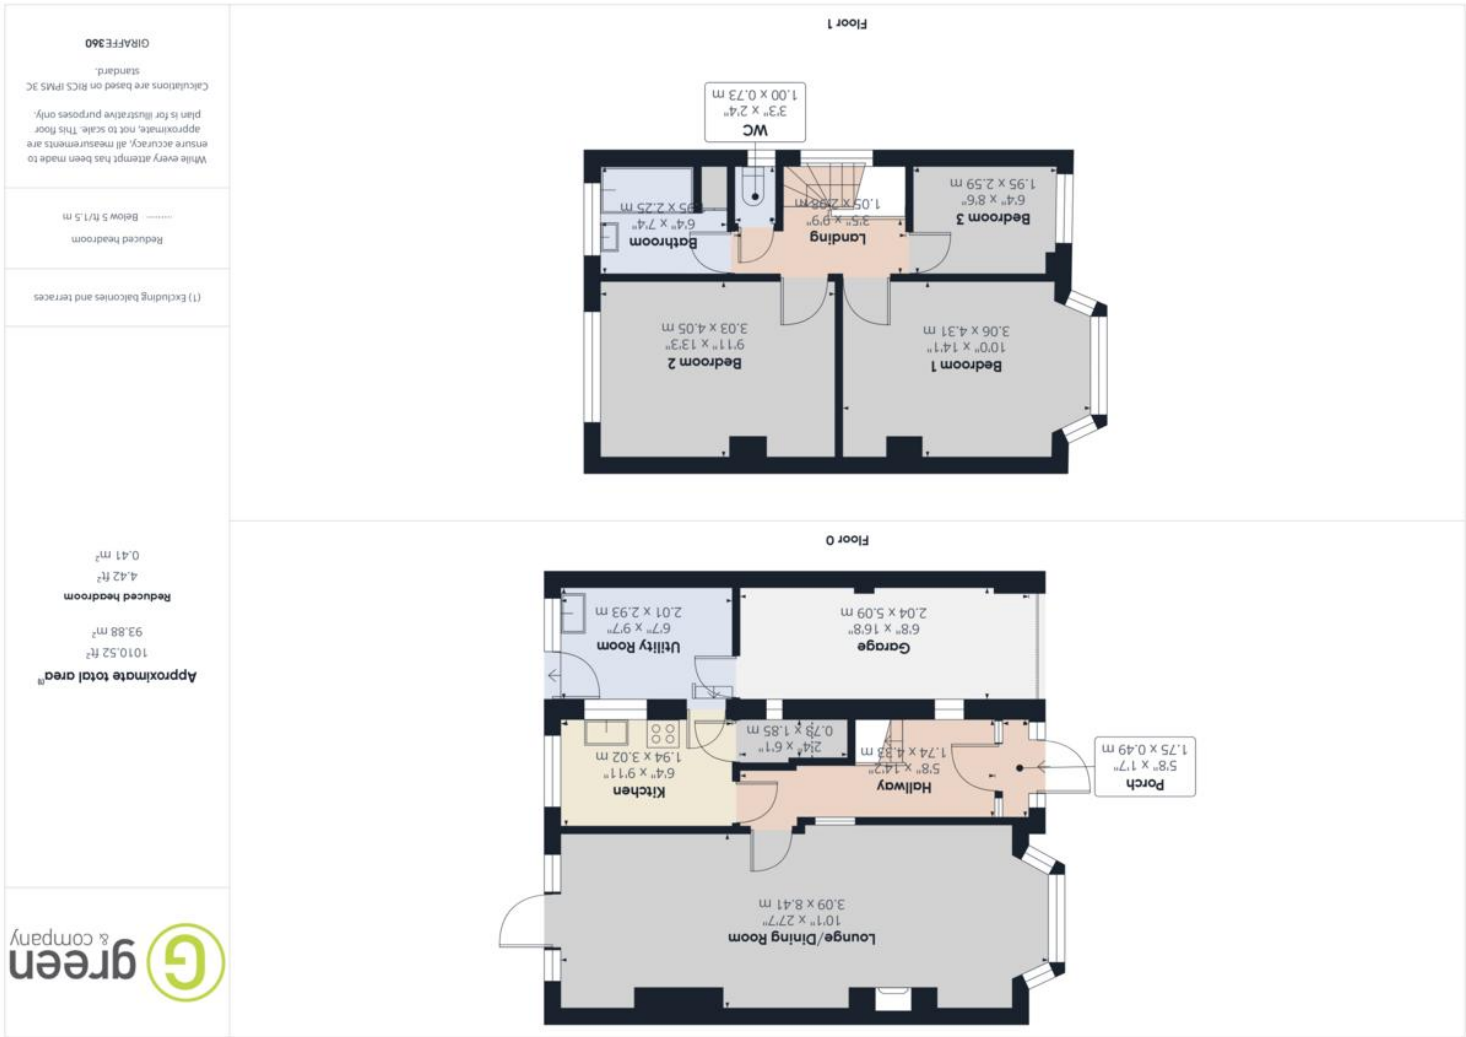 green
& company
Approximate total area(1)
1010.52 ft²
93.88 m²
Reduced headroom
4.42 ft²
0.41 m²
(1) Excluding balconies and terraces
Reduced headroom
Below 5 ft/1.5 m
While every attempt has been made to
ensure accuracy, all measurements are
approximate, not to scale. This floor
plan is for illustrative purposes only.
Calculations are based on RICS IPMS 3C
standard.
GIRAFFE360
Lounge/Dining Room
10'1" x 27'7"
3.09 x 8.41 m
Porch
5'8" x 1'7"
1.75 x 0.49 m
Hallway
5'8" x 14'2"
1.74 x 4.33 m
Kitchen
6'4" x 9'11"
1.94 x 3.02 m
2'4" x 6'1"
0.73 x 1.85 m
Garage
6'8" x 16'8"
2.04 x 5.09 m
Utility Room
6'7" x 9'7"
2.01 x 2.93 m
Floor 0
Bedroom 1
10'0" x 14'1"
3.06 x 4.31 m
Bedroom 2
9'11" x 13'3"
3.03 x 4.05 m
Bedroom 3
6'4" x 8'6"
1.95 x 2.59 m
Landing
3'5" x 9'9"
1.05 x 2.98 m
Bathroom
6'4" x 7'4"
1.95 x 2.25 m
WC
3'3" x 2'4"
1.00 x 0.73 m
Floor 1